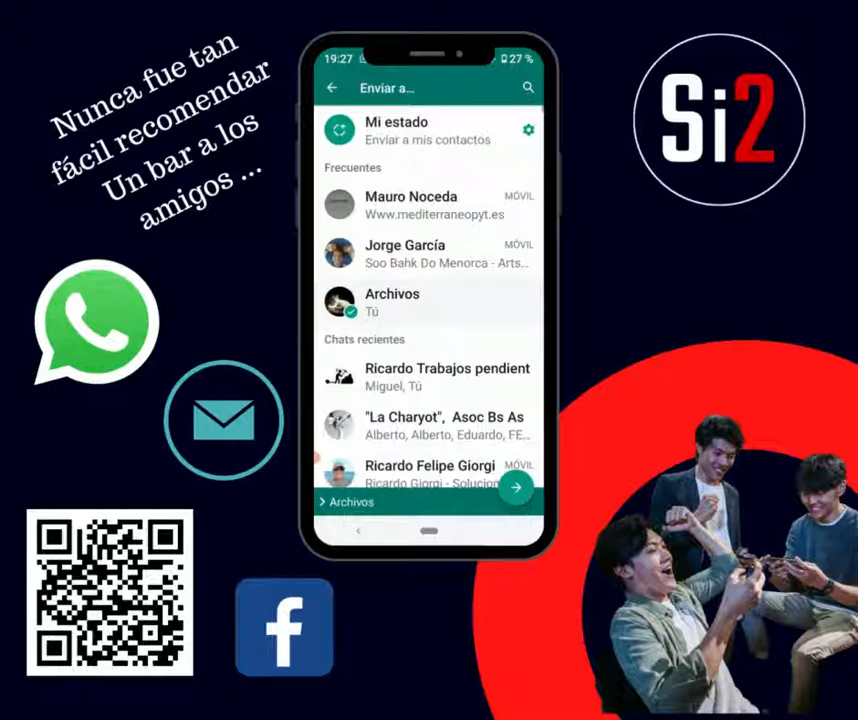 Nunca fue tan
fácil recomendar
Un bar a los
amigos ...
19:27
27 %
Enviar a...
Mi estado
Enviar a mis contactos
Frecuentes
Mauro Noceda MÓVIL
Www.mediterraneopyt.es
Jorge García MÓVIL
Soo Bahk Do Menorca - Arts...
Archivos
Tú
Chats recientes
Ricardo Trabajos pendient
Miguel, Tú
"La Charyot", Asoc Bs As
Alberto, Alberto, Eduardo, FE...
Ricardo Felipe Giorgi MÓVIL
Ricardo Giorgi - Solucion
Archivos
Si2
f